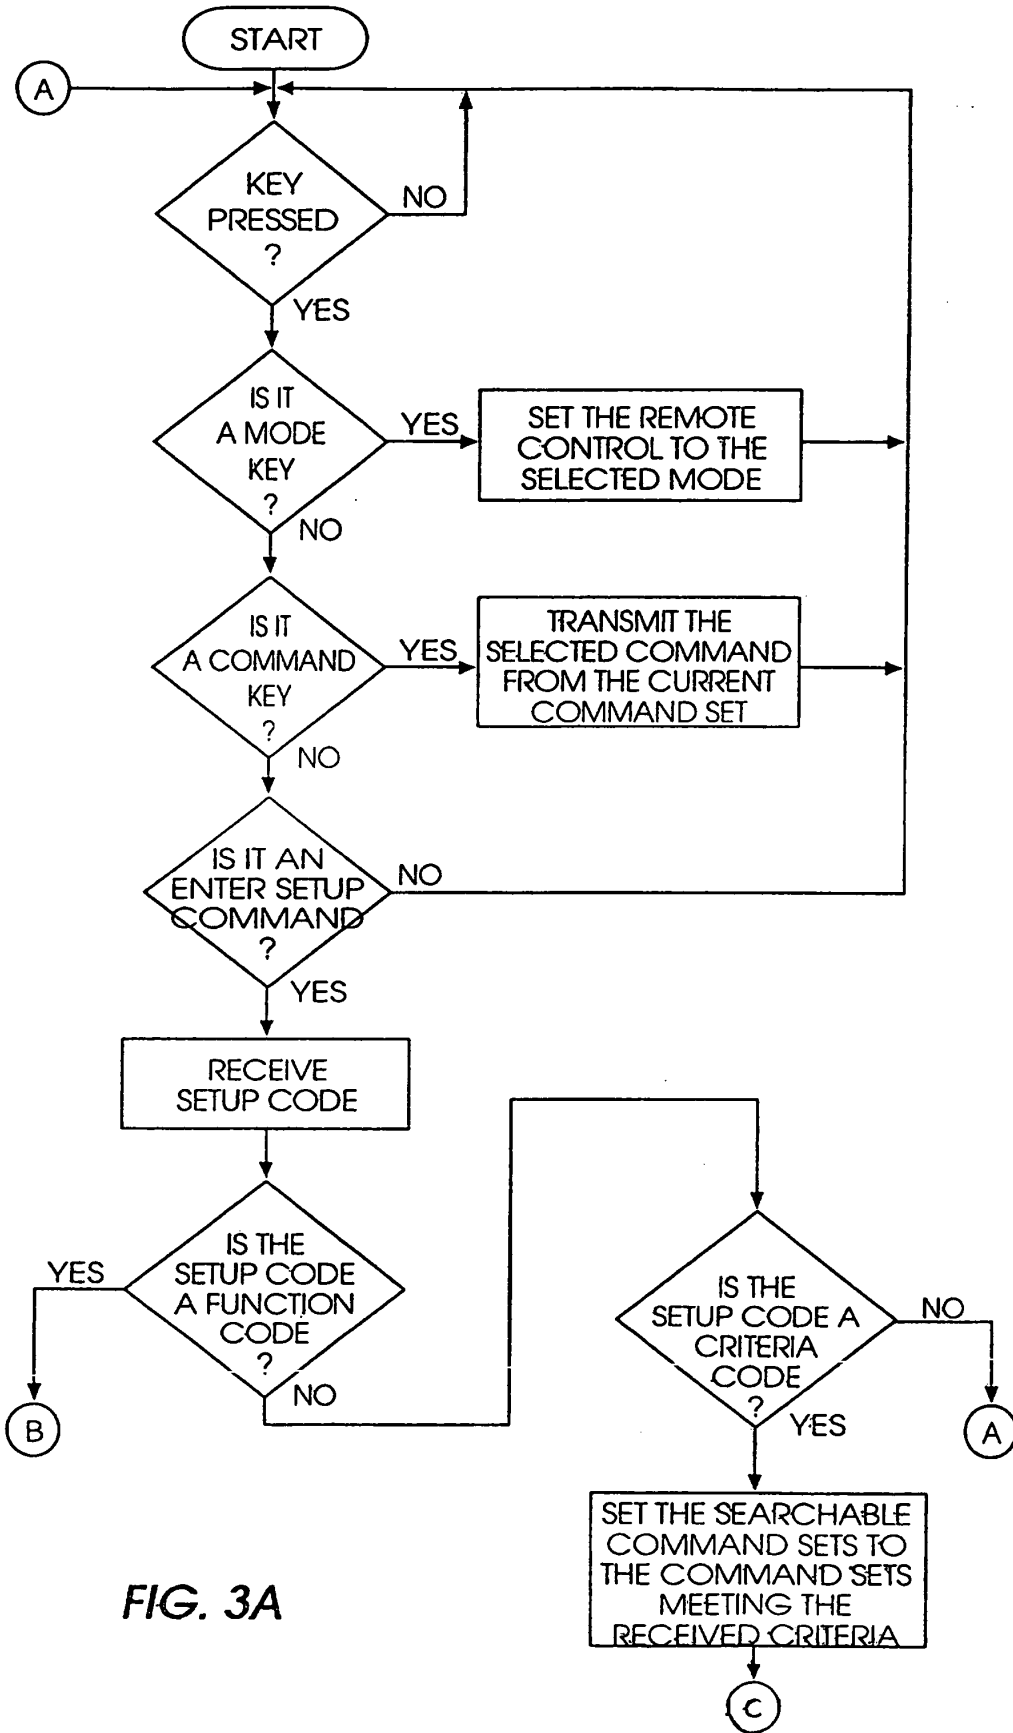 START
A
KEY
PRESSED
?
NO
YES
IS IT
A MODE
KEY
?
YES
SET THE REMOTE
CONTROL TO THE
SELECTED MODE
NO
IS IT
A COMMAND
KEY
?
YES
TRANSMIT THE
SELECTED COMMAND
FROM THE CURRENT
COMMAND SET
NO
IS IT AN
ENTER SETUP
COMMAND
?
NO
YES
RECEIVE
SETUP CODE
IS THE
SETUP CODE
A FUNCTION
CODE
?
YES
B
NO
IS THE
SETUP CODE A
CRITERIA
CODE
?
NO
A
YES
SET THE SEARCHABLE
COMMAND SETS TO
THE COMMAND SETS
MEETING THE
RECEIVED CRITERIA
C
FIG. 3A